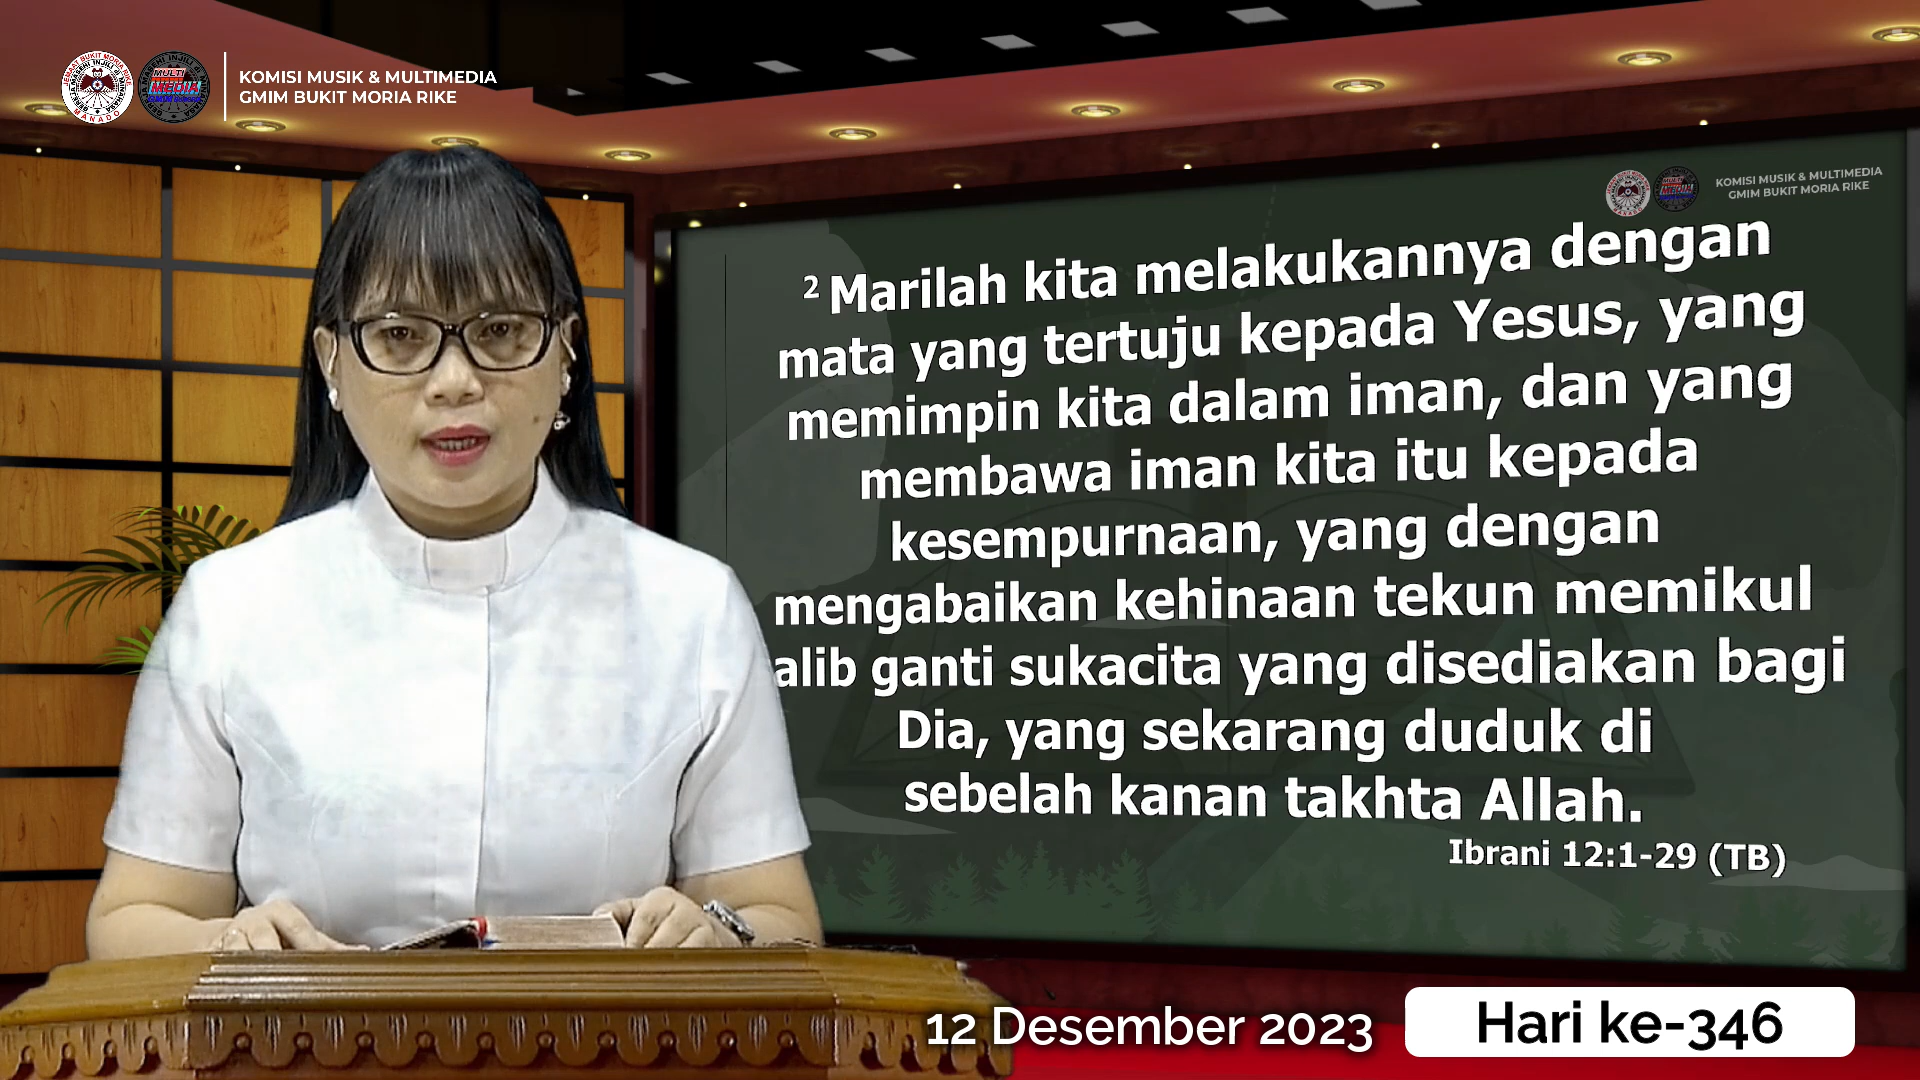 KOMISI MUSIK & MULTIMEDIA
GMIM BUKIT MORIA RIKE
MULTI
MEDIA
MANADO
KOMISI MUSIK & MULTIMEDIA
GMIM BUKIT MORIA RIKE
2 Marilah kita melakukannya dengan
mata yang tertuju kepada Yesus, yang
memimpin kita dalam iman, dan yang
membawa iman kita itu kepada
kesempurnaan, yang dengan
mengabaikan kehinaan tekun memikul
alib ganti sukacita yang disediakan bagi
Dia, yang sekarang duduk di
sebelah kanan takhta Allah.
Ibrani 12:1-29 (TB)
12 Desember 2023
Hari ke-346